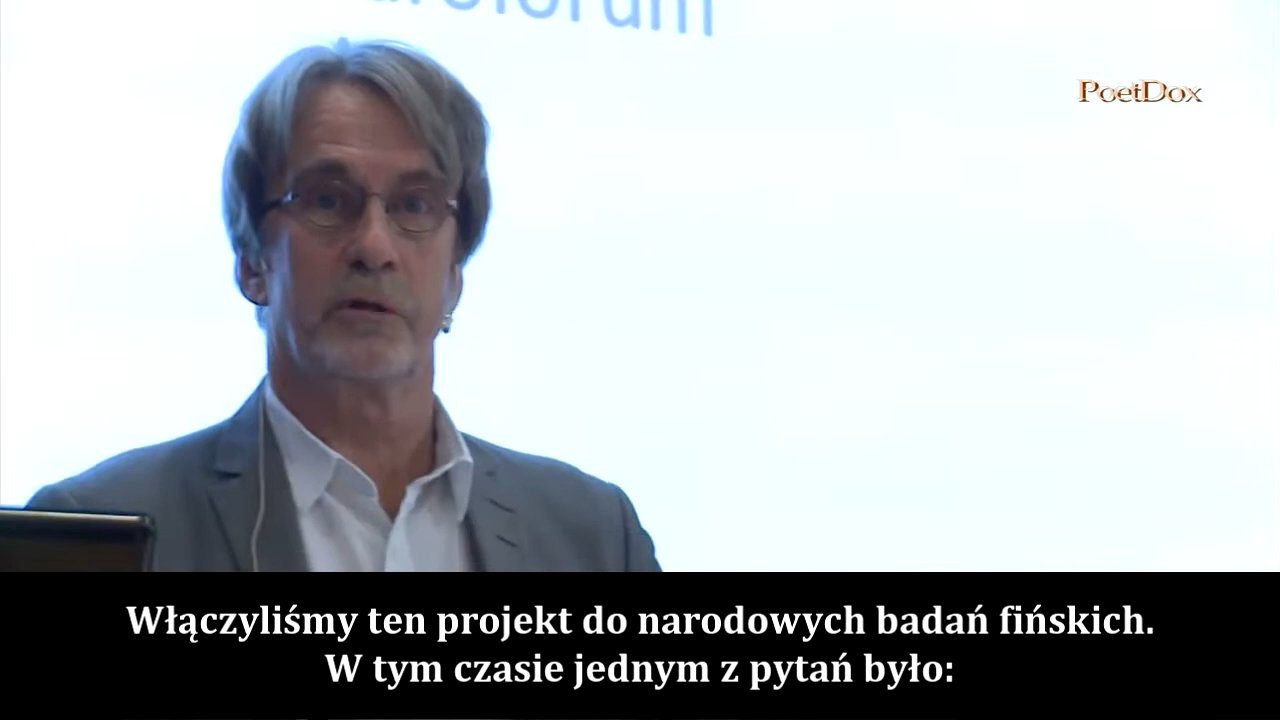 PoetDox
Włączyliśmy ten projekt do narodowych badań fińskich.
W tym czasie jednym z pytań było: